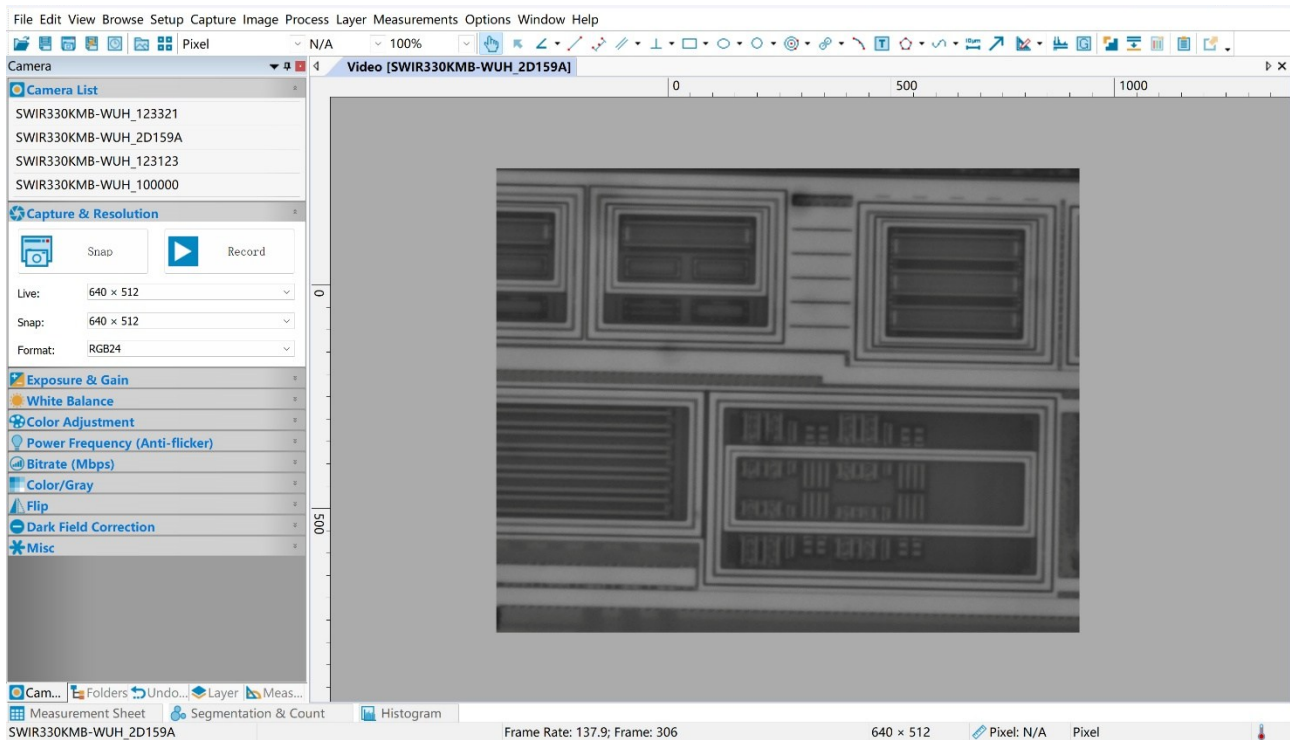 File Edit View Browse Setup Capture Image Process Layer Measurements Options Window Help
Pixel N/A 100%
Camera
Video [SWIR330KMB-WUH_2D159A]
Camera List
SWIR330KMB-WUH_123321
SWIR330KMB-WUH_2D159A
SWIR330KMB-WUH_123123
SWIR330KMB-WUH_100000
Capture & Resolution
Snap Record
Live: 640 × 512
Snap: 640 × 512
Format: RGB24
Exposure & Gain
White Balance
Color Adjustment
Power Frequency (Anti-flicker)
Bitrate (Mbps)
Color/Gray
Flip
Dark Field Correction
Misc
0 500 1000
0
500
Cam... Folders Undo... Layer Meas...
Measurement Sheet Segmentation & Count Histogram
SWIR330KMB-WUH_2D159A Frame Rate: 137.9; Frame: 306 640 × 512 Pixel: N/A Pixel